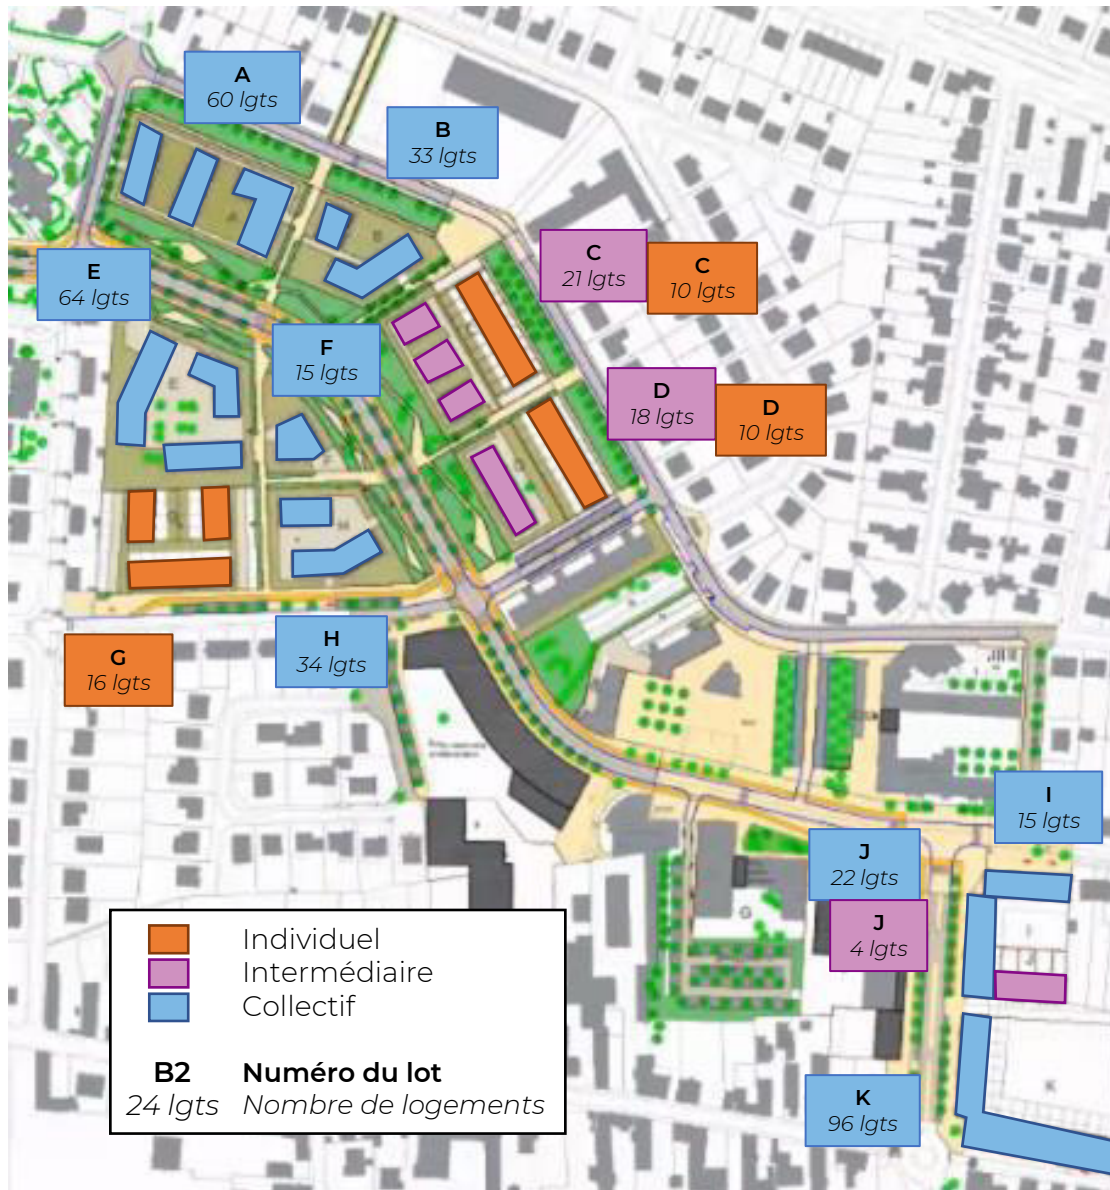 A
60 lgts
B
33 lgts
C
21 lgts
C
10 lgts
E
64 lgts
F
15 lgts
D
18 lgts
D
10 lgts
G
16 lgts
H
34 lgts
I
15 lgts
J
22 lgts
J
4 lgts
K
96 lgts
Individuel
Intermédiaire
Collectif
B2 Numéro du lot
24 lgts Nombre de logements